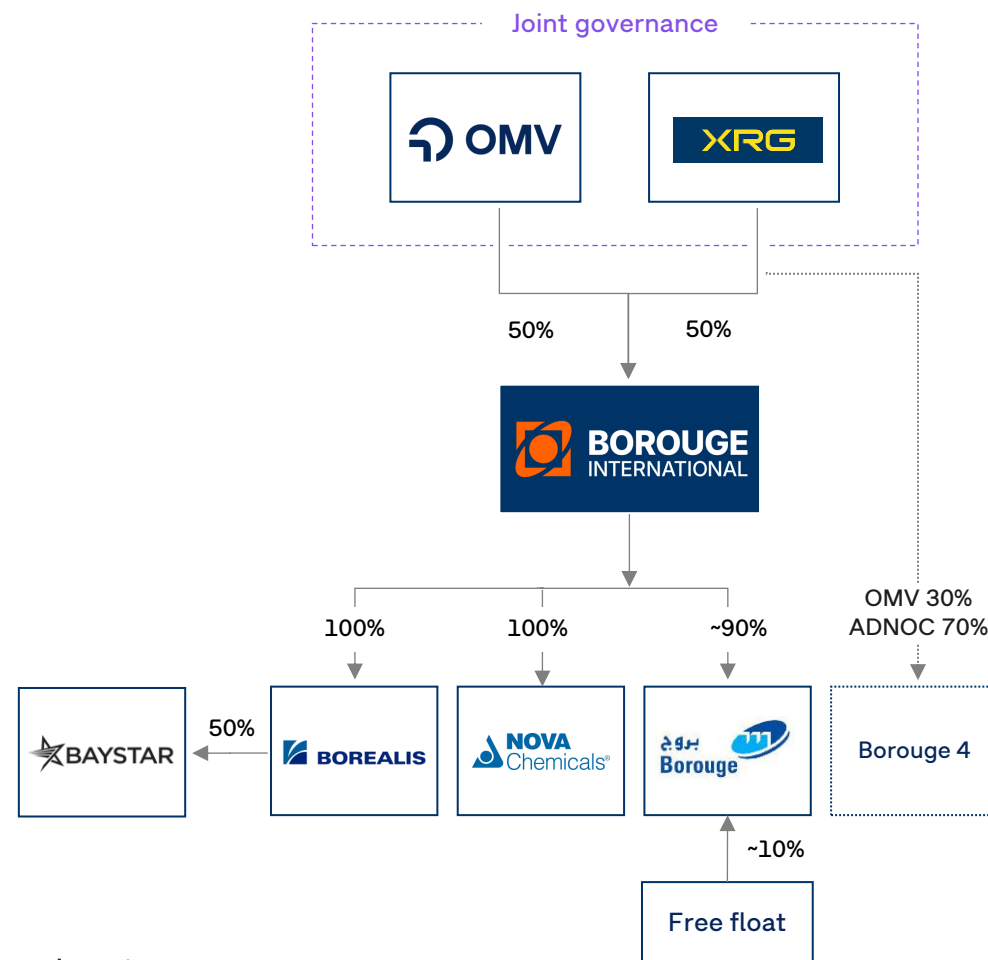 Joint governance
OMV
XRG
50%
50%
BOROUGE
INTERNATIONAL
OMV 30%
ADNOC 70%
100%
100%
~90%
BAYSTAR
50%
BOREALIS
NOVA
Chemicals®
بروج
Borouge
Borouge 4
~10%
Free float